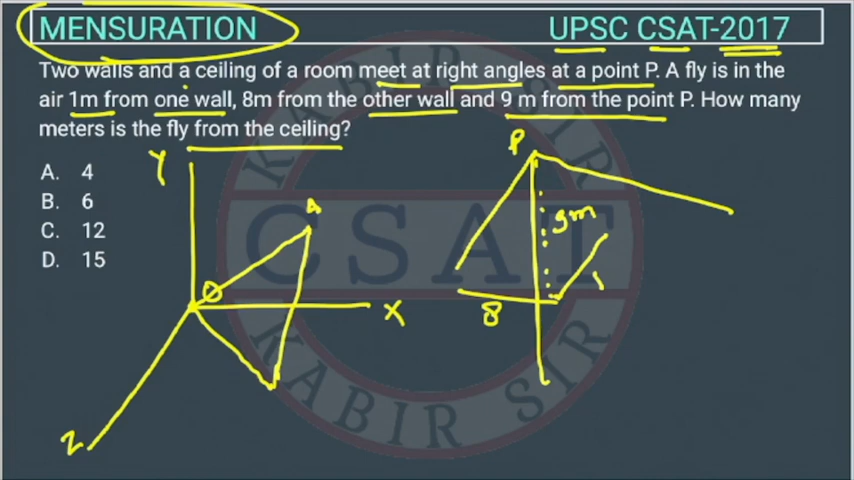 MENSURATION UPSC CSAT-2017
Two walls and a ceiling of a room meet at right angles at a point P. A fly is in the
air 1m from one wall, 8m from the other wall and 9 m from the point P. How many
meters is the fly from the ceiling?
A. 4
B. 6
C. 12
D. 15
Y
A
O
X
Z
P
9m
8
1
KABIR SIR
CSAT
KABIR SIR